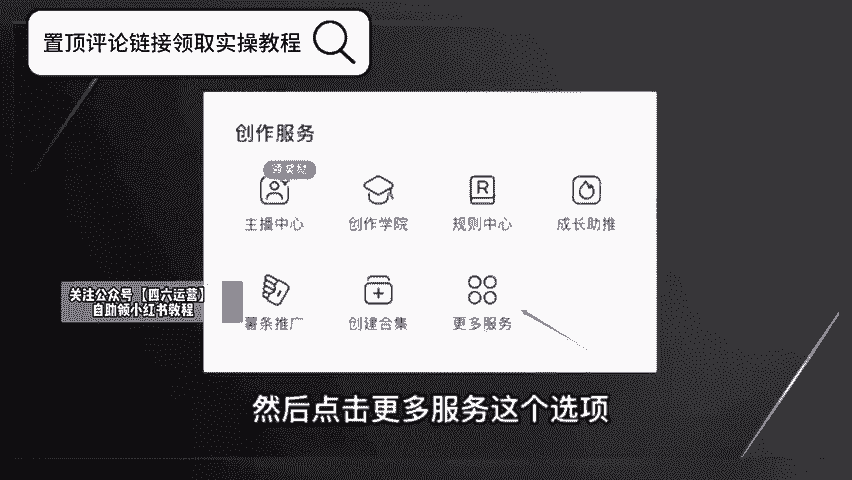 置顶评论链接领取实操教程
创作服务
领奖励
主播中心
创作学院
规则中心
成长助推
关注公众号【四六运营】
自助领小红书教程
薯条推广
创建合集
更多服务
然后点击更多服务这个选项